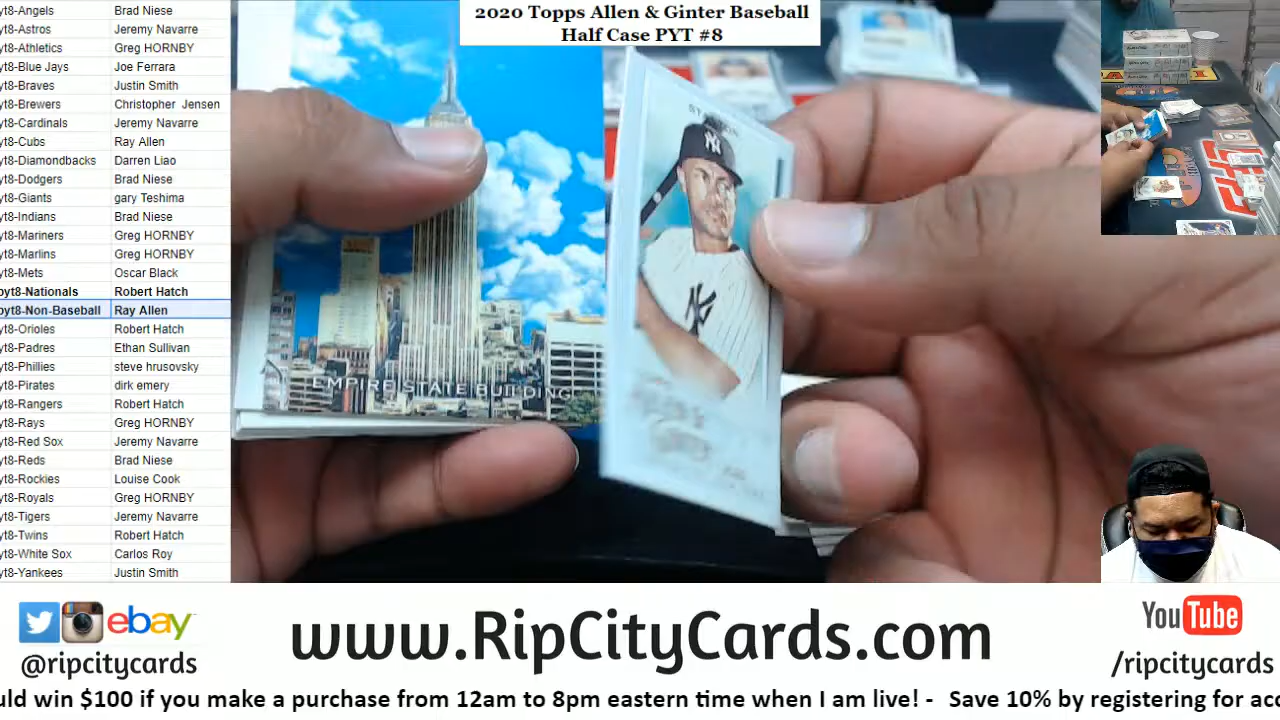 2020 Topps Allen & Ginter Baseball
Half Case PYT #8
yt8-Angels Brad Niese
yt8-Astros Jeremy Navarre
yt8-Athletics Greg HORNBY
yt8-Blue Jays Joe Ferrara
yt8-Braves Justin Smith
yt8-Brewers Christopher Jensen
yt8-Cardinals Jeremy Navarre
yt8-Cubs Ray Allen
yt8-Diamondbacks Darren Liao
yt8-Dodgers Brad Niese
yt8-Giants gary Teshima
yt8-Indians Brad Niese
yt8-Mariners Greg HORNBY
yt8-Marlins Greg HORNBY
yt8-Mets Oscar Black
pyt8-Nationals Robert Hatch
pyt8-Non-Baseball Ray Allen
yt8-Orioles Robert Hatch
yt8-Padres Ethan Sullivan
yt8-Phillies steve hrusovsky
yt8-Pirates dirk emery
yt8-Rangers Robert Hatch
yt8-Rays Greg HORNBY
yt8-Red Sox Jeremy Navarre
yt8-Reds Brad Niese
yt8-Rockies Louise Cook
yt8-Royals Greg HORNBY
yt8-Tigers Jeremy Navarre
yt8-Twins Robert Hatch
yt8-White Sox Carlos Roy
yt8-Yankees Justin Smith
EMPIRE STATE BUILDING
NY
ebay
@ripcitycards
www.RipCityCards.com
YouTube
/ripcitycards
uld win $100 if you make a purchase from 12am to 8pm eastern time when I am live! - Save 10% by registering for acc